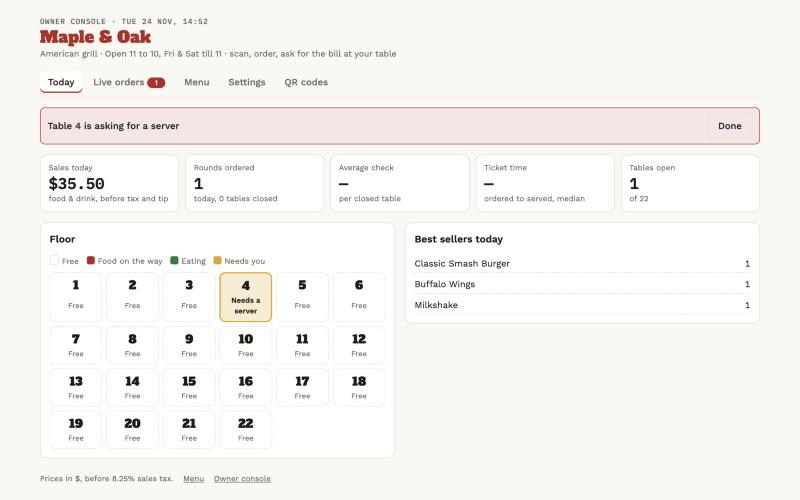 OWNER CONSOLE · TUE 24 NOV, 14:52
Maple & Oak
American grill · Open 11 to 10, Fri & Sat till 11 · scan, order, ask for the bill at your table
Today Live orders 1 Menu Settings QR codes
Table 4 is asking for a server Done
Sales today
$35.50
food & drink, before tax and tip
Rounds ordered
1
today, 0 tables closed
Average check
—
per closed table
Ticket time
—
ordered to served, median
Tables open
1
of 22
Floor
Free Food on the way Eating Needs you
1 2 3 4 5 6
Free Free Free Needs a server Free Free
7 8 9 10 11 12
Free Free Free Free Free Free
13 14 15 16 17 18
Free Free Free Free Free Free
19 20 21 22
Free Free Free Free
Best sellers today
Classic Smash Burger 1
Buffalo Wings 1
Milkshake 1
Prices in $, before 8.25% sales tax. Menu Owner console